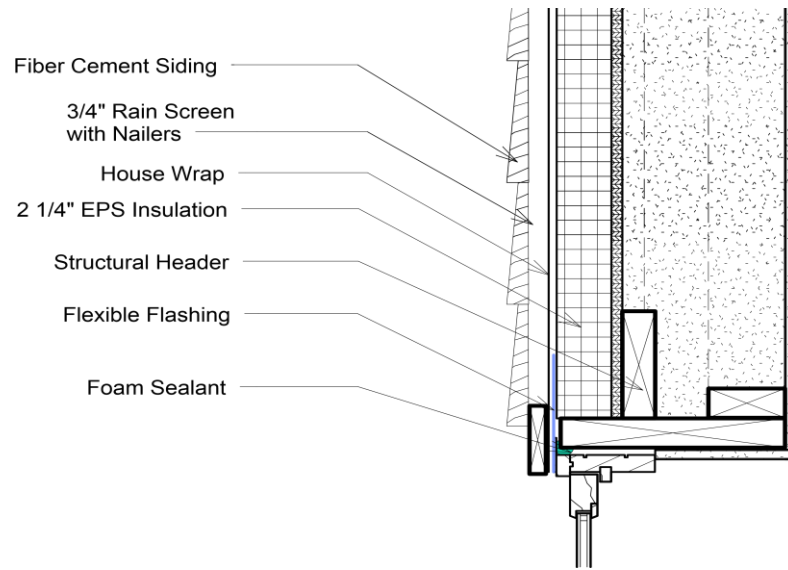 Fiber Cement Siding
3/4" Rain Screen
with Nailers
House Wrap
2 1/4" EPS Insulation
Structural Header
Flexible Flashing
Foam Sealant